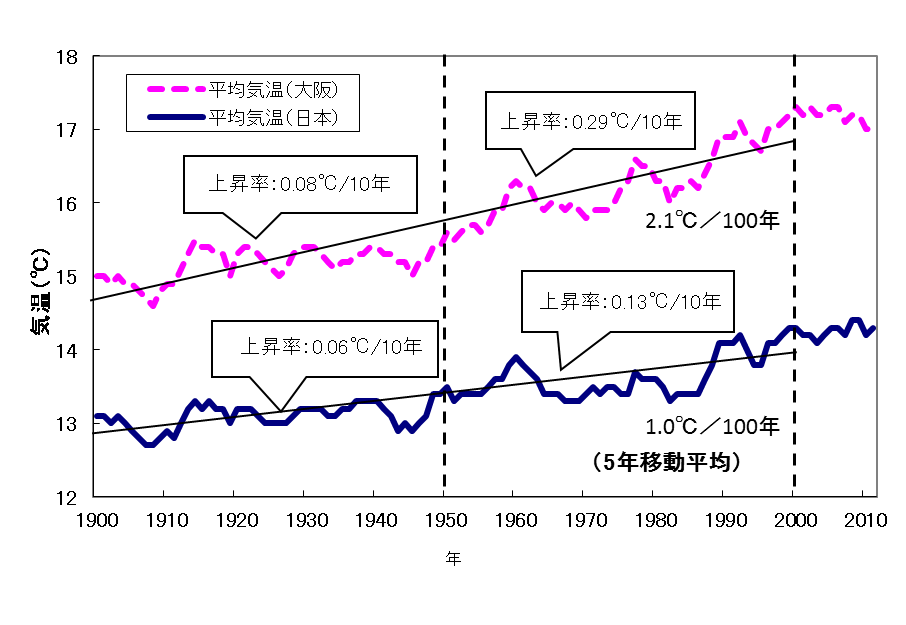 18
17
16
15
14
13
12
気温(℃)
平均気温(大阪)
平均気温(日本)
上昇率:0.29℃/10年
上昇率:0.08℃/10年
2.1℃/100年
上昇率:0.13℃/10年
上昇率:0.06℃/10年
1.0℃/100年
(5年移動平均)
1900 1910 1920 1930 1940 1950 1960 1970 1980 1990 2000 2010
年